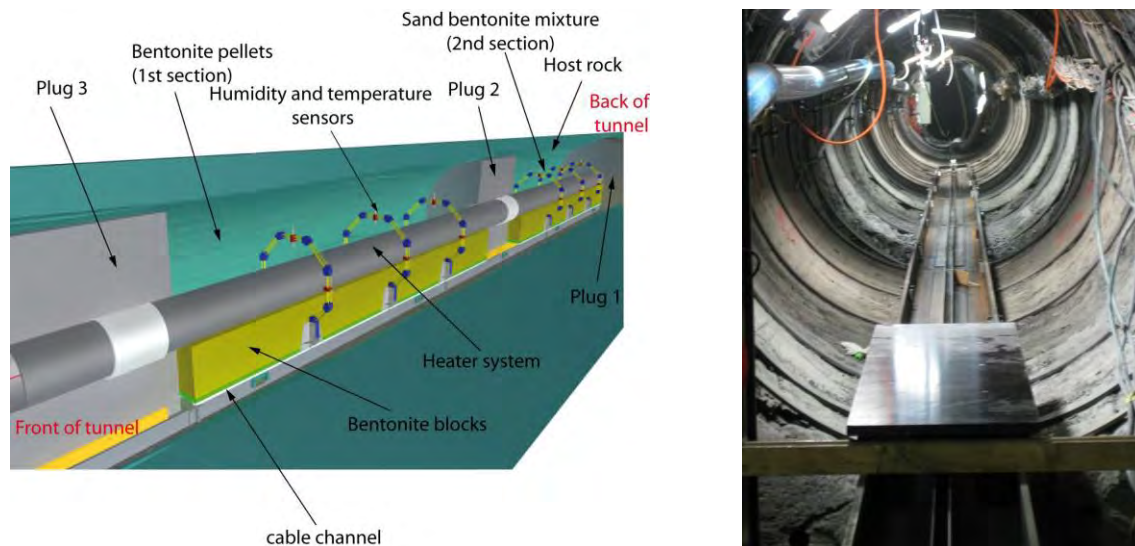 Sand bentonite mixture
(2nd section)
Bentonite pellets
(1st section)
Host rock
Plug 3
Humidity and temperature
sensors
Plug 2
Back of
tunnel
Plug 1
Heater system
Front of tunnel
Bentonite blocks
cable channel